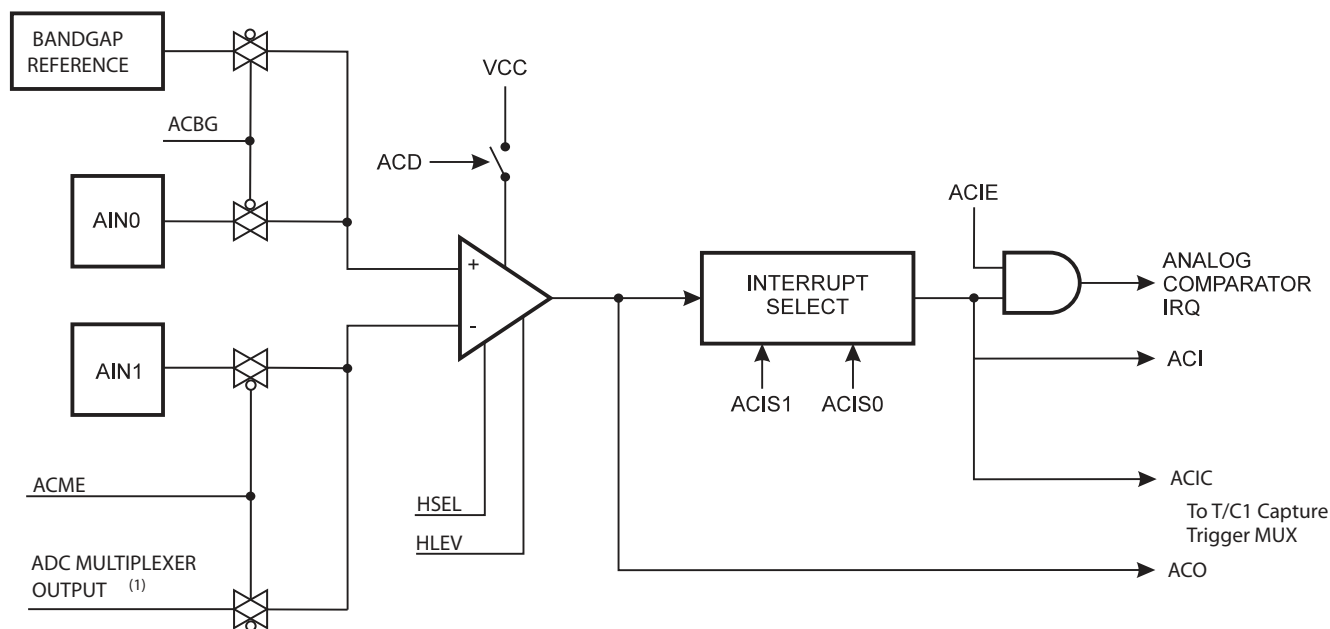 BANDGAP
REFERENCE
VCC
ACBG
ACD
ACIE
AIN0
+
INTERRUPT
SELECT
ANALOG
COMPARATOR
IRQ
-
AIN1
ACI
ACIS1
ACIS0
ACME
HSEL
ACIC
To T/C1 Capture
Trigger MUX
HLEV
ADC MULTIPLEXER
OUTPUT (1)
ACO